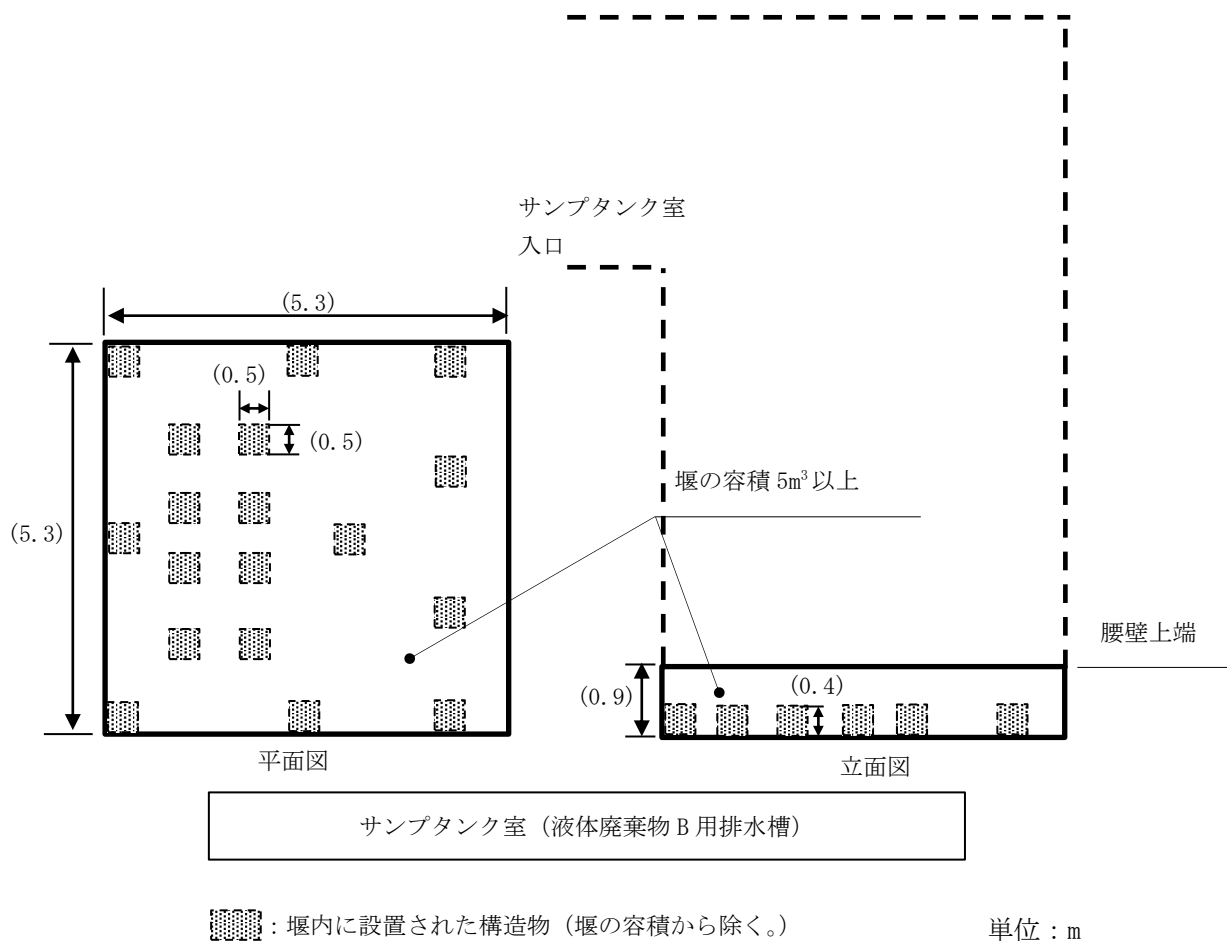 サンプタンク室
入口
(5.3)
(0.5)
(0.5)
(5.3)
堰の容積 5m³以上
腰壁上端
(0.9)
(0.4)
平面図
立面図
サンプタンク室（液体廃棄物 B 用排水槽）
：堰内に設置された構造物（堰の容積から除く。）
単位：m